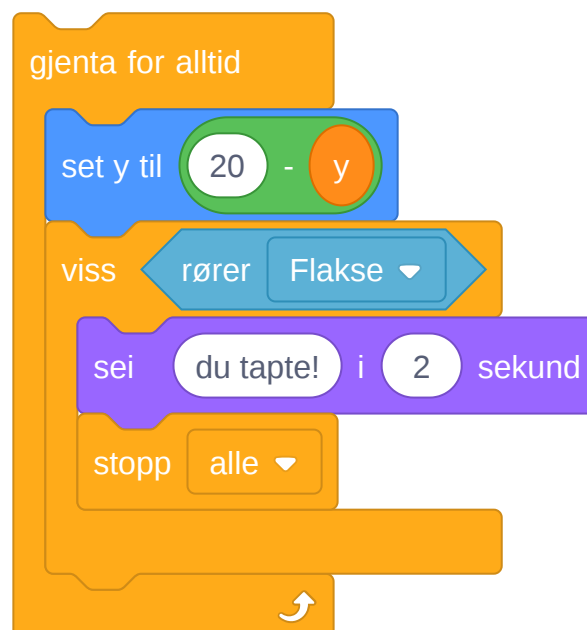 gjenta for alltid
set y til 20 - y
viss rører Flakse
sei du tapte! i 2 sekund
stopp alle